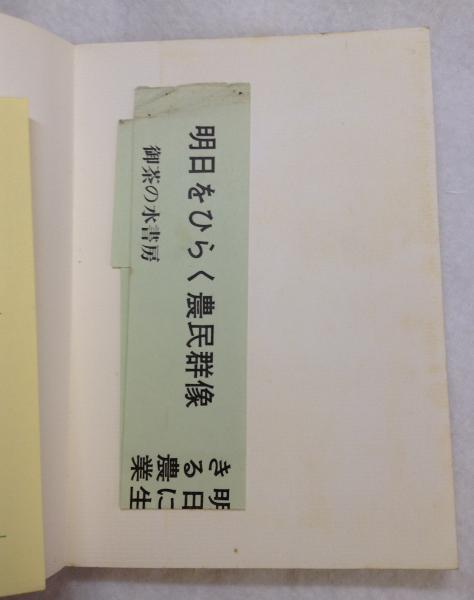 明日をひらく農民群像
御茶の水書房
明日に生
きる農業